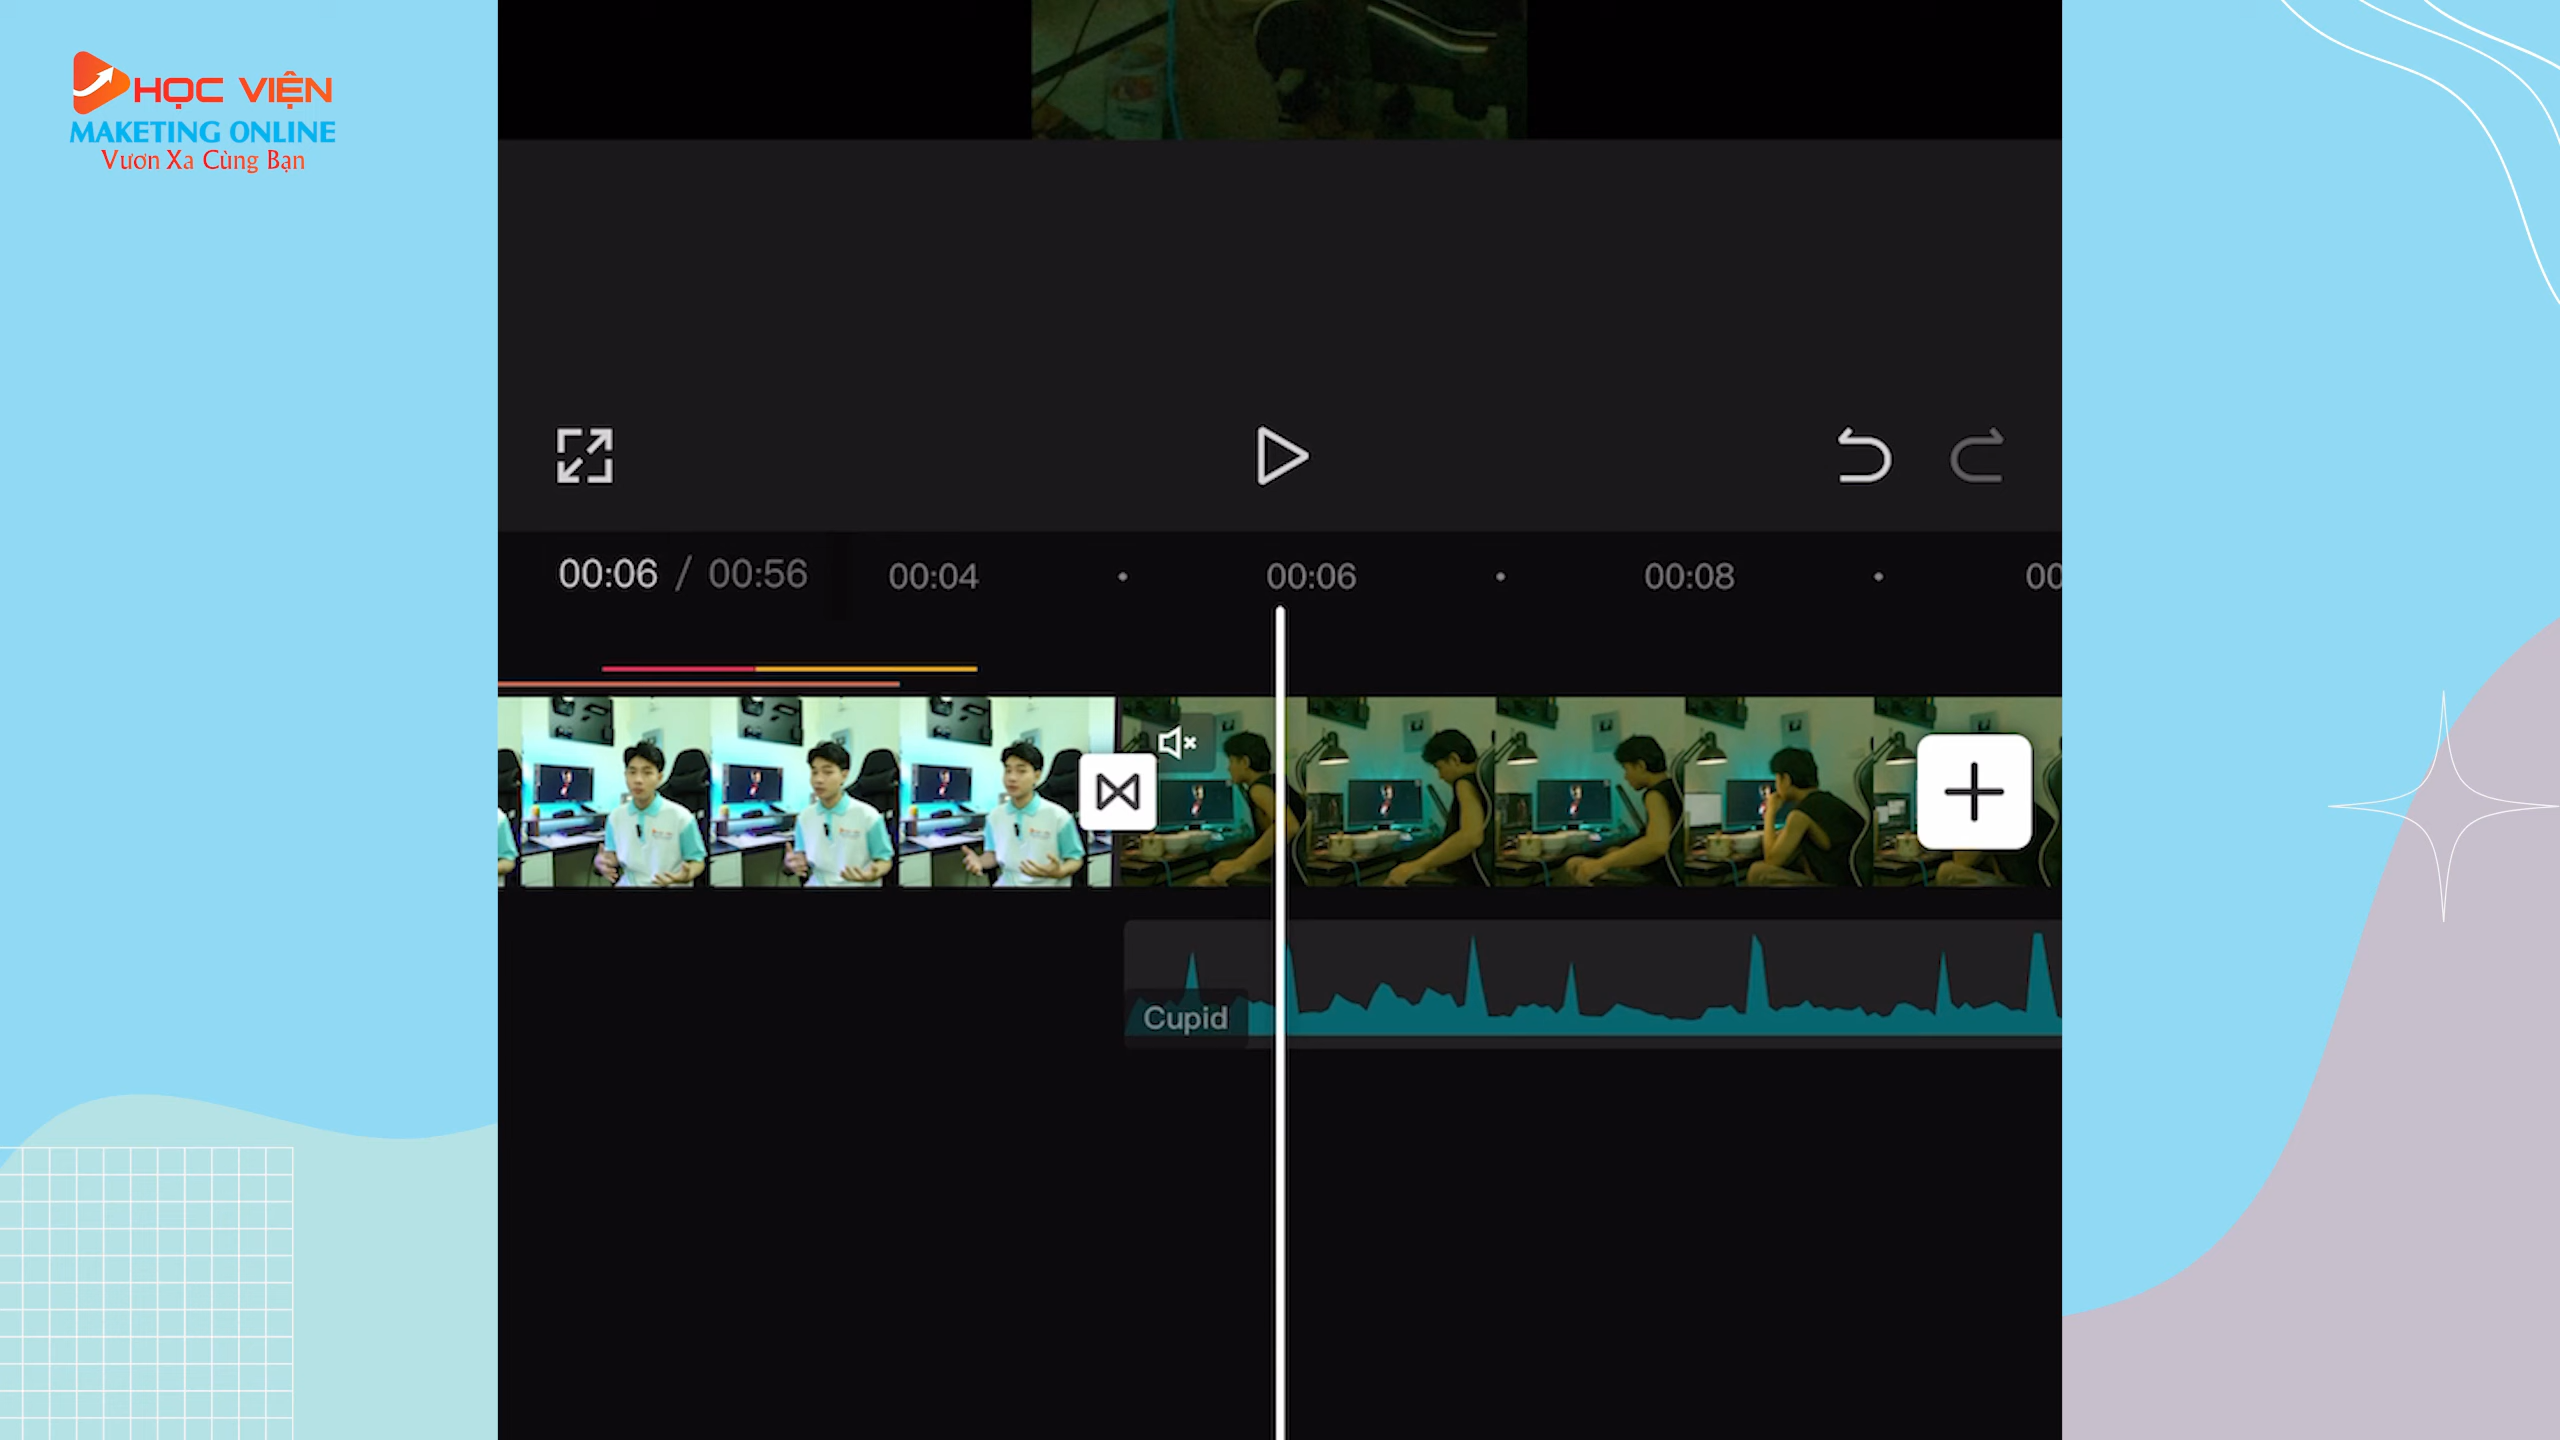 HỌC VIỆN
MAKETING ONLINE
Vươn Xa Cùng Bạn
00:06 / 00:56
00:04
00:06
00:08
00
Cupid